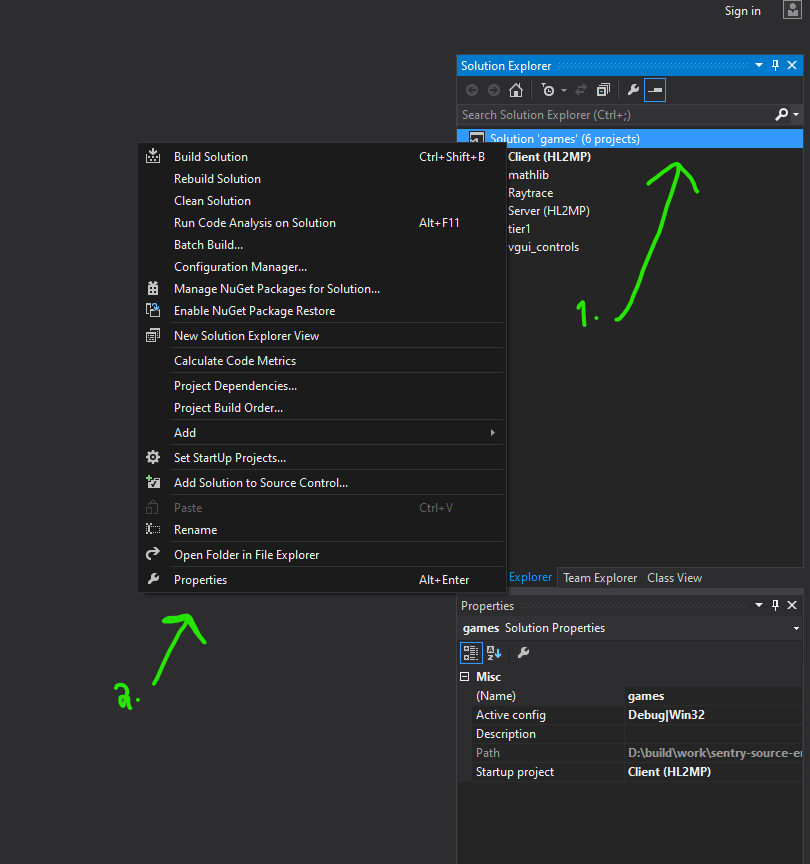 Sign in
Solution Explorer
Search Solution Explorer (Ctrl+;)
Solution 'games' (6 projects)
Client (HL2MP)
mathlib
Raytrace
Server (HL2MP)
tier1
vgui_controls
1.
Build Solution Ctrl+Shift+B
Rebuild Solution
Clean Solution
Run Code Analysis on Solution Alt+F11
Batch Build...
Configuration Manager...
Manage NuGet Packages for Solution...
Enable NuGet Package Restore
New Solution Explorer View
Calculate Code Metrics
Project Dependencies...
Project Build Order...
Add
Set StartUp Projects...
Add Solution to Source Control...
Paste Ctrl+V
Rename
Open Folder in File Explorer
Properties Alt+Enter
2.
Explorer Team Explorer Class View
Properties
games Solution Properties
Misc
(Name) games
Active config Debug|Win32
Description
Path D:\build\work\sentry-source-en
Startup project Client (HL2MP)